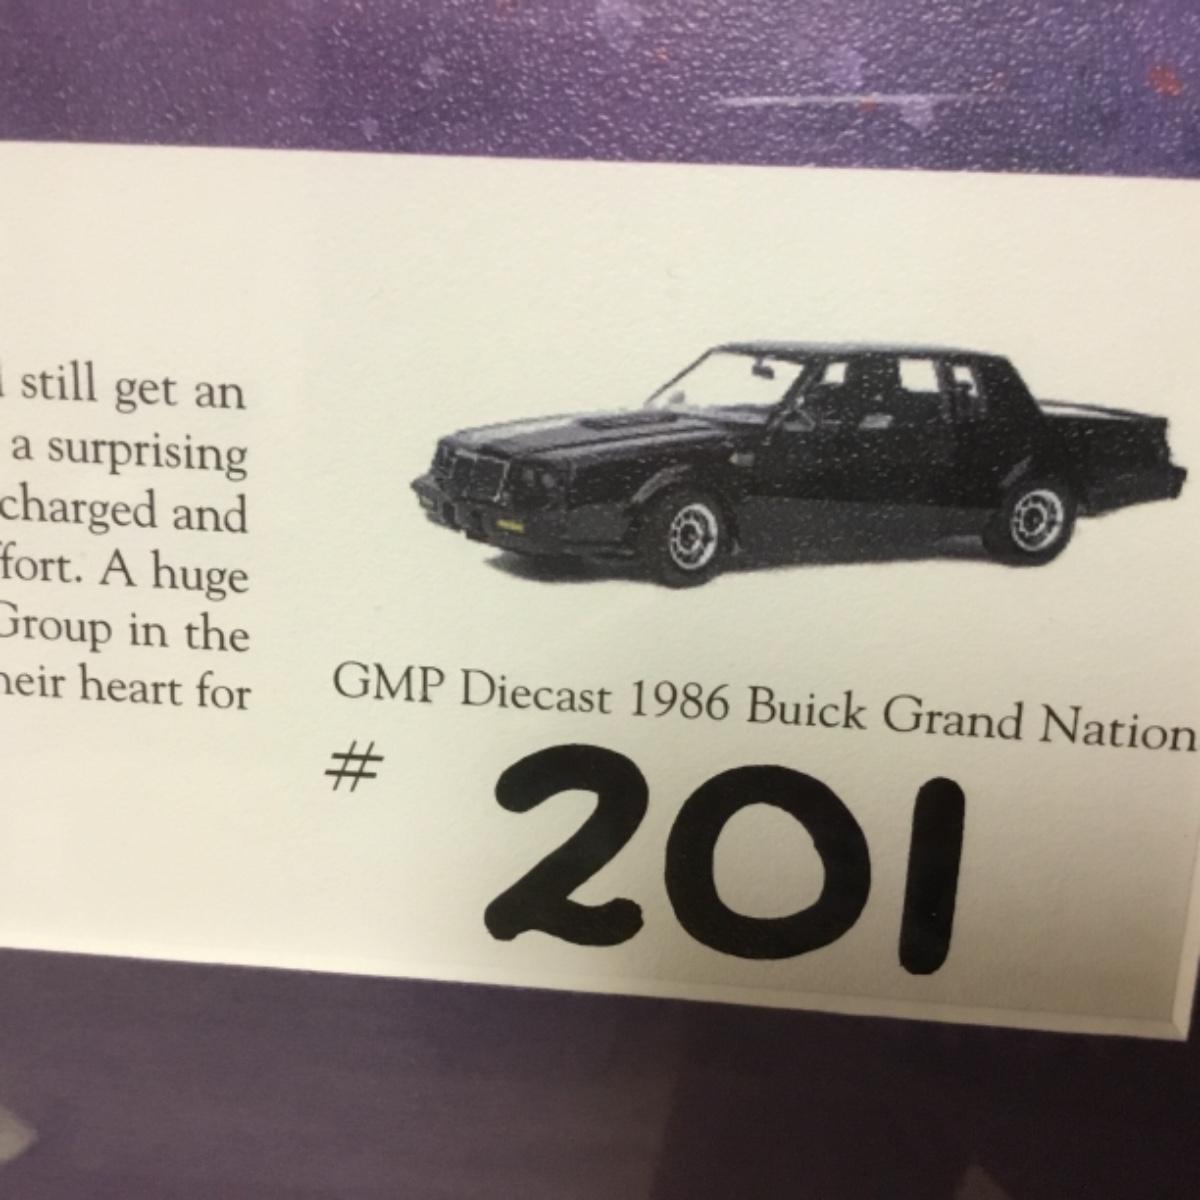 still get an
a surprising
charged and
fort. A huge
Group in the
heir heart for
GMP Diecast 1986 Buick Grand Nation
# 201